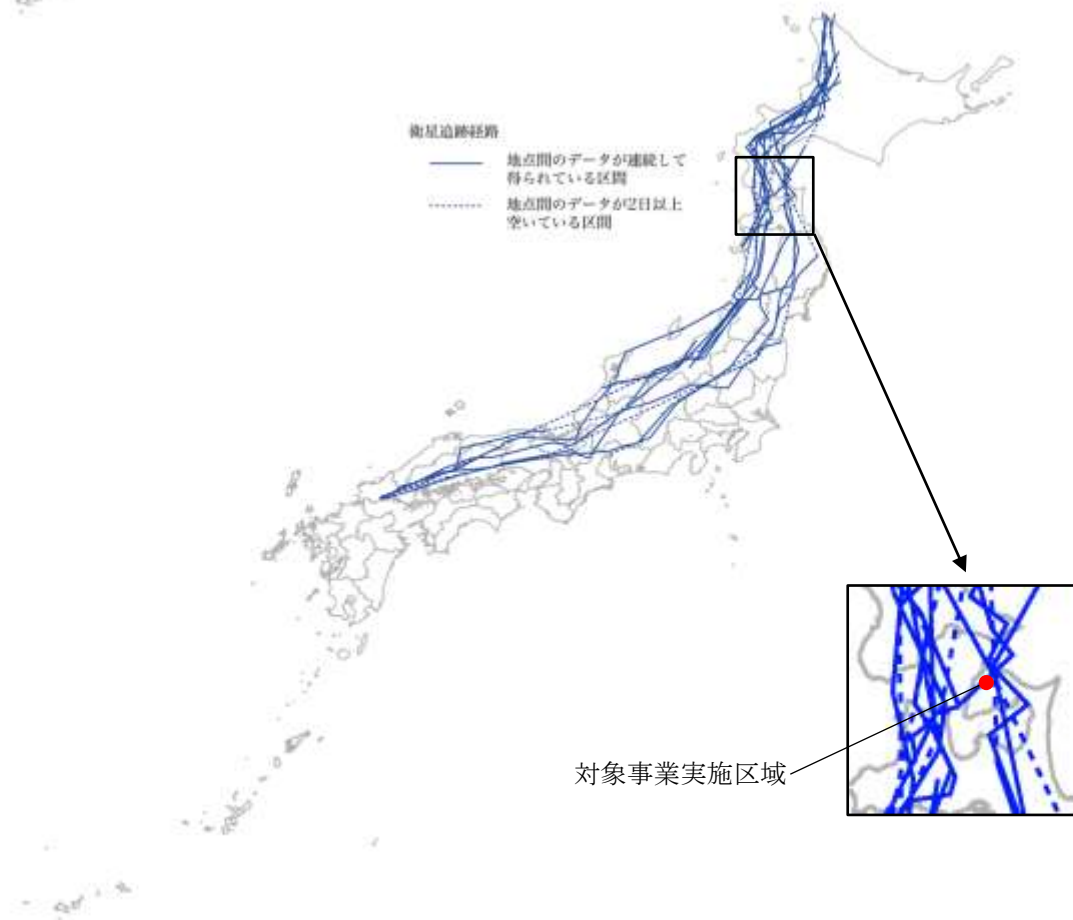 衛星追跡経路
地点間のデータが連続して
得られている区間
地点間のデータが2日以上
空いている区間
対象事業実施区域